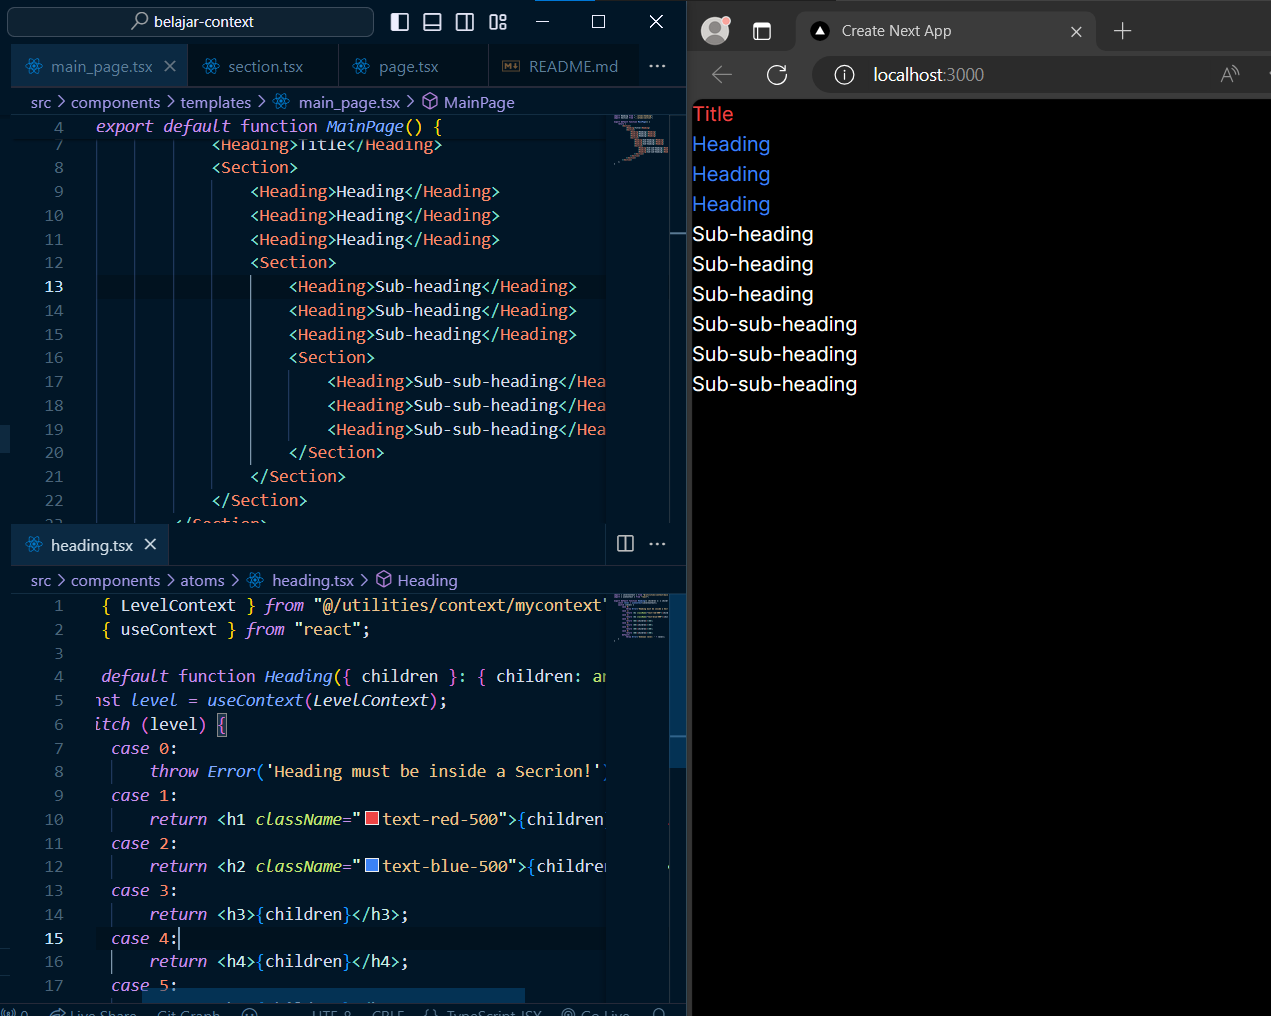 belajar-context
main_page.tsx
section.tsx
page.tsx
README.md
src > components > templates > main_page.tsx > MainPage
4 export default function MainPage() {
7 <Heading>Title</Heading>
8 <Section>
9 <Heading>Heading</Heading>
10 <Heading>Heading</Heading>
11 <Heading>Heading</Heading>
12 <Section>
13 <Heading>Sub-heading</Heading>
14 <Heading>Sub-heading</Heading>
15 <Heading>Sub-heading</Heading>
16 <Section>
17 <Heading>Sub-sub-heading</Hea
18 <Heading>Sub-sub-heading</Hea
19 <Heading>Sub-sub-heading</Hea
20 </Section>
21 </Section>
22 </Section>
23 </Section>
heading.tsx
src > components > atoms > heading.tsx > Heading
1 { LevelContext } from "@/utilities/context/mycontext"
2 { useContext } from "react";
3
4 default function Heading({ children }: { children: an
5 nst level = useContext(LevelContext);
6 itch (level) {
7 case 0:
8 throw Error('Heading must be inside a Secrion!')
9 case 1:
10 return <h1 className="text-red-500">{children
11 case 2:
12 return <h2 className="text-blue-500">{children
13 case 3:
14 return <h3>{children}</h3>;
15 case 4:
16 return <h4>{children}</h4>;
17 case 5:
0 Live Share Git Graph UTF-8 CRLF {} TypeScript JSX Go Live
Create Next App
localhost:3000
Title
Heading
Heading
Heading
Sub-heading
Sub-heading
Sub-heading
Sub-sub-heading
Sub-sub-heading
Sub-sub-heading